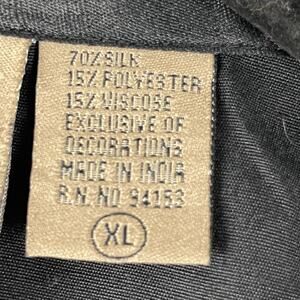 70% SILK
15% POLYESTER
15% VISCOSE
EXCLUSIVE OF
DECORATIONS
MADE IN INDIA
R.N. NO 94153
XL